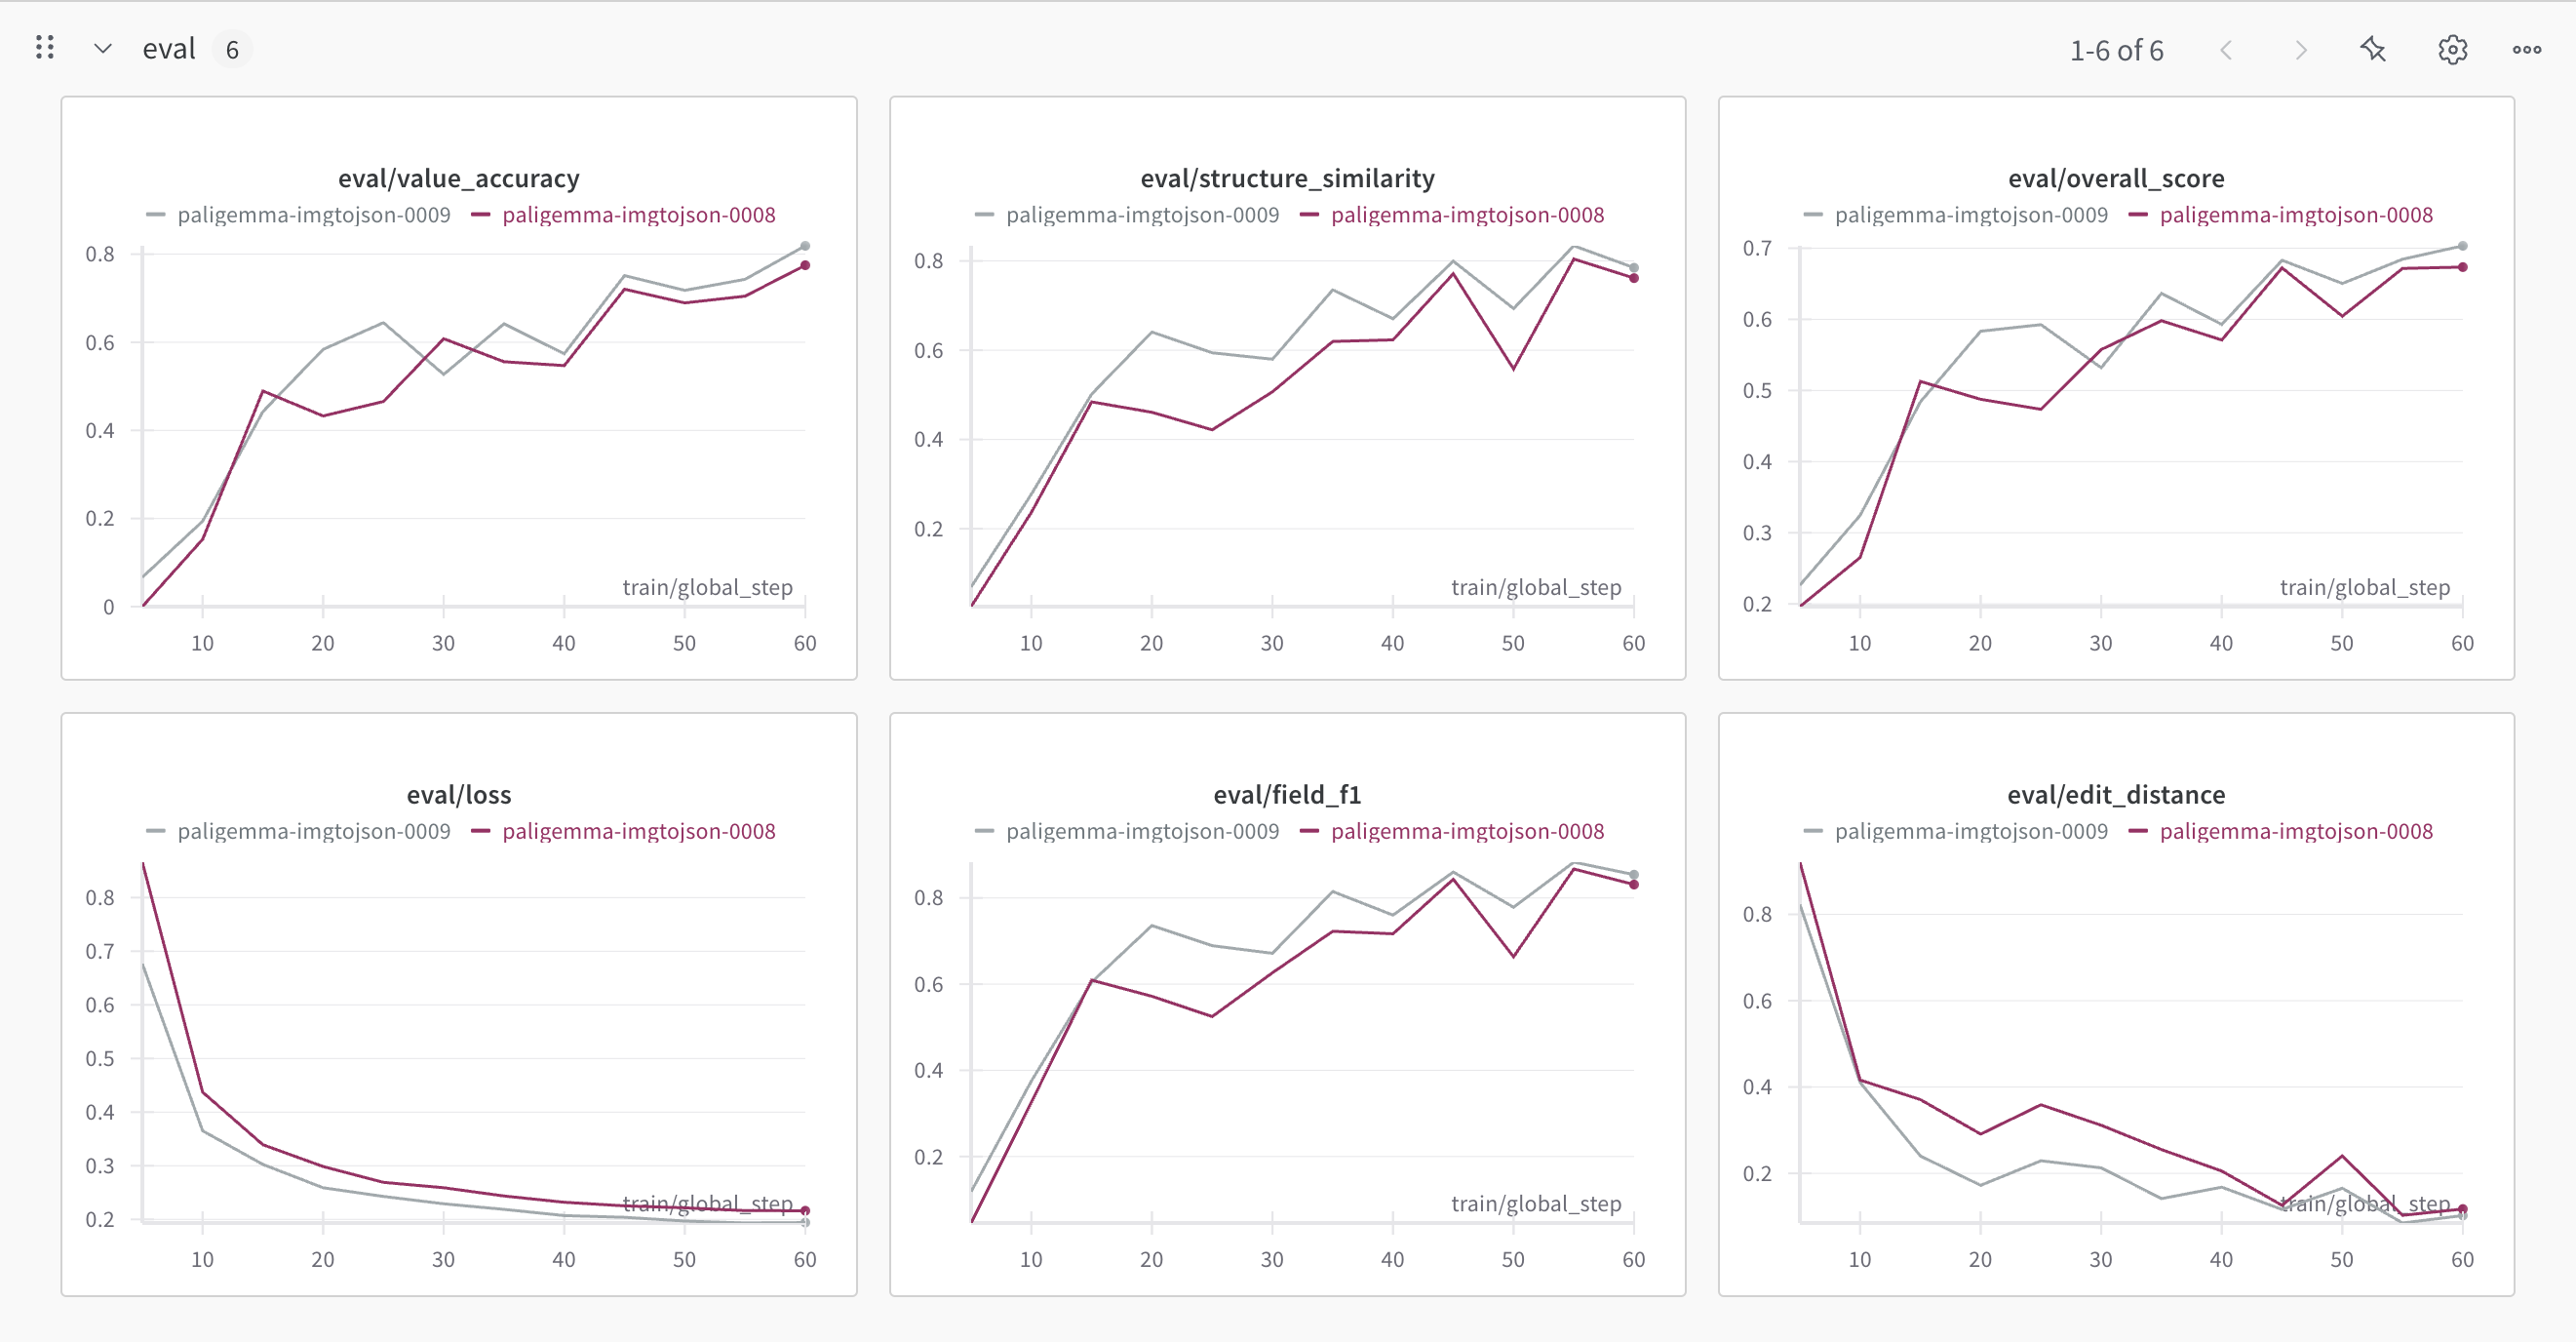 eval 6
1-6 of 6
eval/value_accuracy
paligemma-imgtojson-0009 paligemma-imgtojson-0008
0.8
0.6
0.4
0.2
0
train/global_step
10 20 30 40 50 60
eval/structure_similarity
paligemma-imgtojson-0009 paligemma-imgtojson-0008
0.8
0.6
0.4
0.2
train/global_step
10 20 30 40 50 60
eval/overall_score
paligemma-imgtojson-0009 paligemma-imgtojson-0008
0.7
0.6
0.5
0.4
0.3
0.2
train/global_step
10 20 30 40 50 60
eval/loss
paligemma-imgtojson-0009 paligemma-imgtojson-0008
0.8
0.7
0.6
0.5
0.4
0.3
0.2
train/global_step
10 20 30 40 50 60
eval/field_f1
paligemma-imgtojson-0009 paligemma-imgtojson-0008
0.8
0.6
0.4
0.2
train/global_step
10 20 30 40 50 60
eval/edit_distance
paligemma-imgtojson-0009 paligemma-imgtojson-0008
0.8
0.6
0.4
0.2
train/global_step
10 20 30 40 50 60